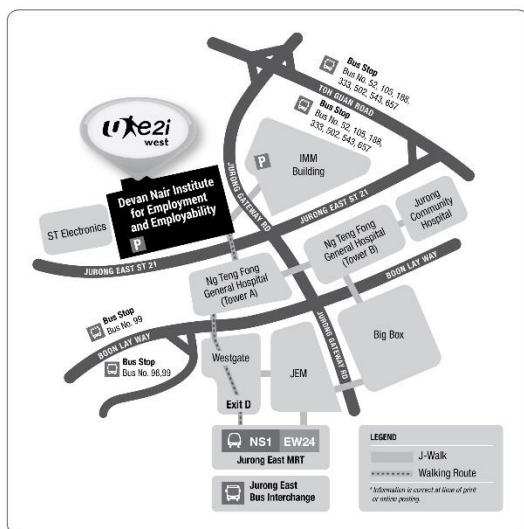 Bus Stop
Bus No. 52, 105, 188,
333, 502, 543, 657
Bus Stop
Bus No. 52, 105, 188,
333, 502, 543, 657
TOH GUAN ROAD
U e2i
west
Devan Nair Institute
for Employment
and Employability
P
P
IMM
Building
JURONG GATEWAY RD
ST Electronics
JURONG EAST ST 21
JURONG EAST ST 21
Jurong
Community
Hospital
Ng Teng Fong
General Hospital
(Tower B)
Ng Teng Fong
General Hospital
(Tower A)
BOON LAY WAY
Bus Stop
Bus No. 99
BOON LAY WAY
Bus Stop
Bus No. 98,99
Westgate
JEM
JURONG GATEWAY RD
Big Box
Exit D
NS1 EW24
Jurong East MRT
Jurong East
Bus Interchange
LEGEND
J-Walk
Walking Route
* Information is correct at time of print
or online posting.